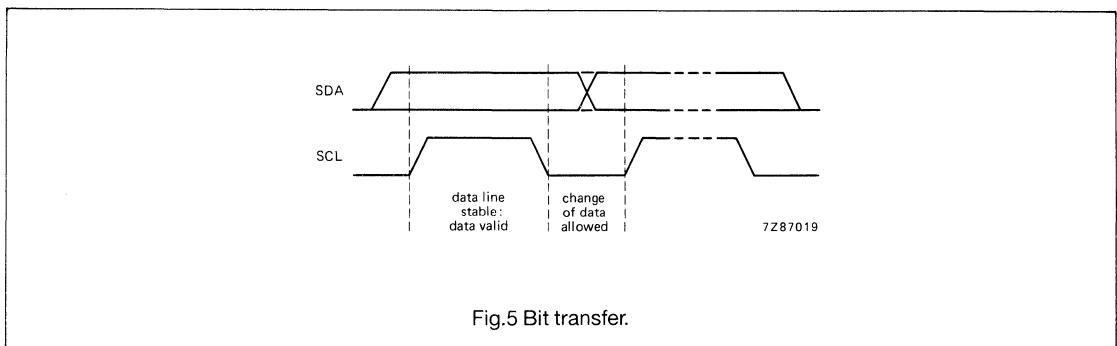 SDA
SCL
data line
stable:
data valid
change
of data
allowed
7Z87019
Fig.5 Bit transfer.